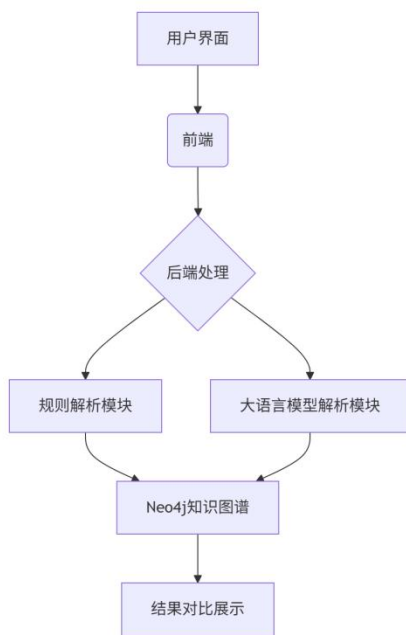 用户界面
前端
后端处理
规则解析模块
大语言模型解析模块
Neo4j知识图谱
结果对比展示